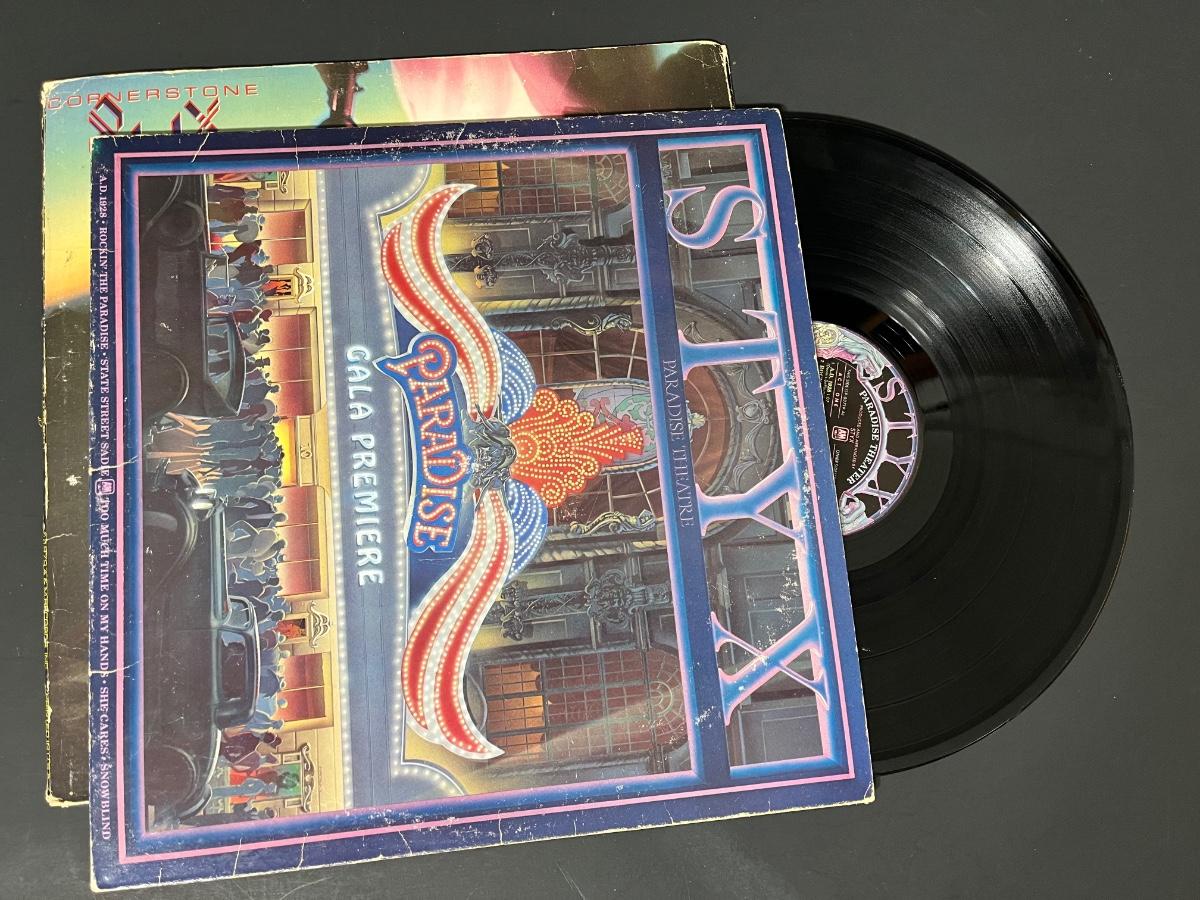 CORNERSTONE
STYX
PARADISE THEATRE
PARADISE
GALA PREMIERE
A.D. 1928 • ROCKIN' THE PARADISE • STATE STREET SADIE A&M TOO MUCH TIME ON MY HANDS • SHE CARES • SNOWBLIND
STYX
PARADISE THEATER
STYX
A&M